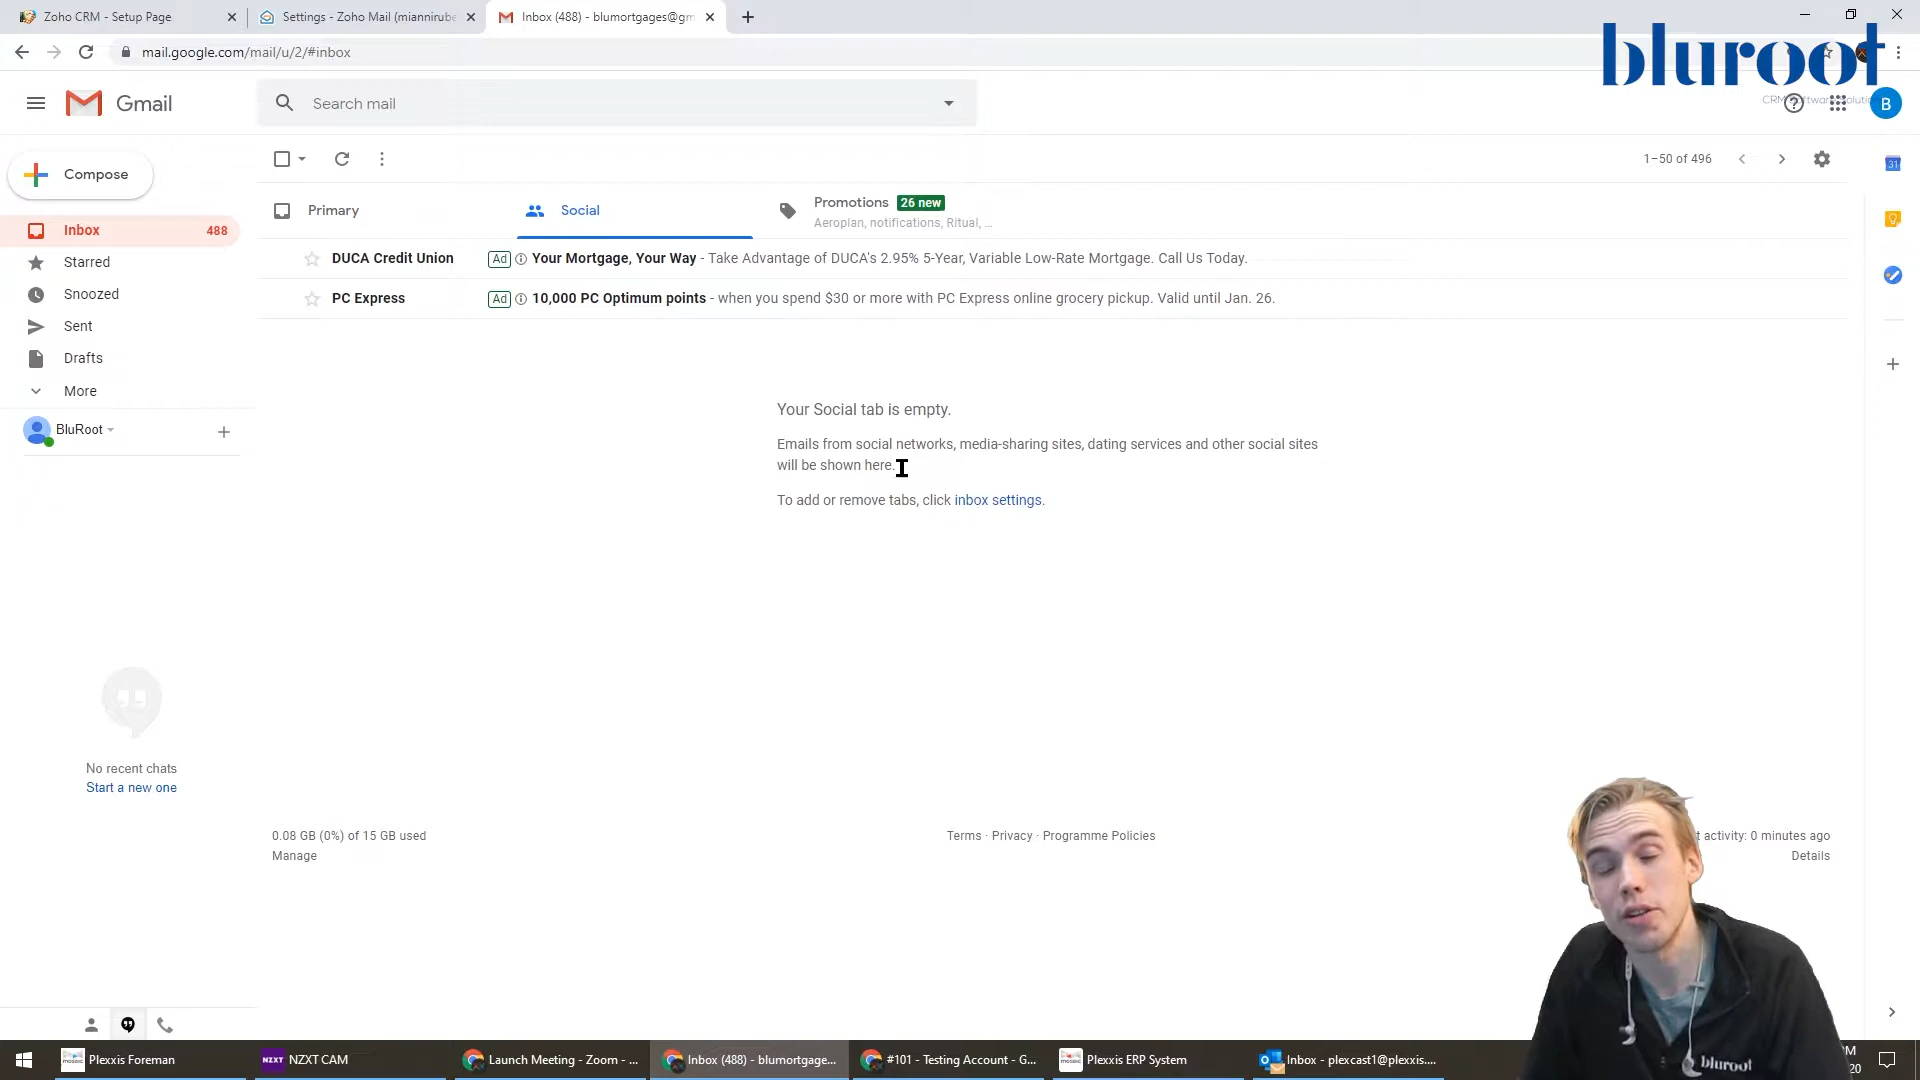 Zoho CRM - Setup Page
Settings - Zoho Mail (miannirube
Inbox (488) - blumortgages@gm
mail.google.com/mail/u/2/#inbox
bluroot
Gmail
Search mail
B
Compose
1–50 of 496
31
Primary
Social
Promotions 26 new
Aeroplan, notifications, Ritual, ...
Inbox 488
Starred
Snoozed
Sent
Drafts
More
BluRoot
DUCA Credit Union Ad Your Mortgage, Your Way - Take Advantage of DUCA's 2.95% 5-Year, Variable Low-Rate Mortgage. Call Us Today.
PC Express Ad 10,000 PC Optimum points - when you spend $30 or more with PC Express online grocery pickup. Valid until Jan. 26.
Your Social tab is empty.
Emails from social networks, media-sharing sites, dating services and other social sites
will be shown here.
To add or remove tabs, click inbox settings.
No recent chats
Start a new one
0.08 GB (0%) of 15 GB used
Manage
Terms · Privacy · Programme Policies
t activity: 0 minutes ago
Details
bluroot
Plexxis Foreman
NZXT NZXT CAM
Launch Meeting - Zoom - ...
Inbox (488) - blumortgage...
#101 - Testing Account - G...
Plexxis ERP System
Inbox - plexcast1@plexxis....
M
20